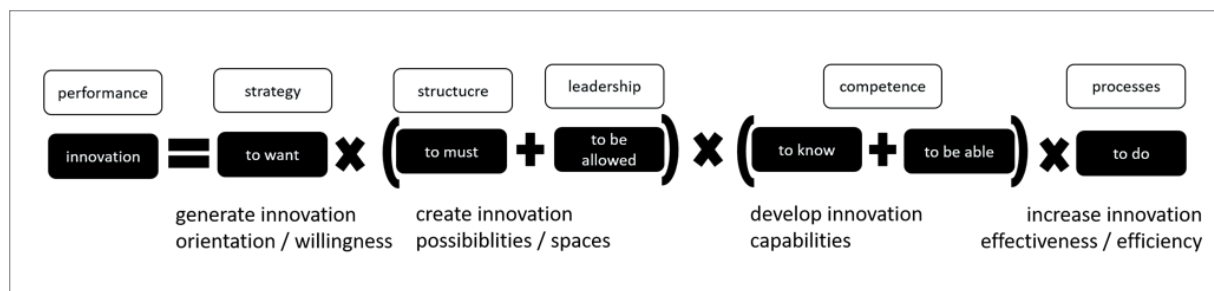 performance
strategy
structucre
leadership
competence
processes
innovation = to want × ( to must + to be
allowed ) × ( to know + to be able ) × to do
generate innovation
orientation / willingness
create innovation
possibiblities / spaces
develop innovation
capabilities
increase innovation
effectiveness / efficiency